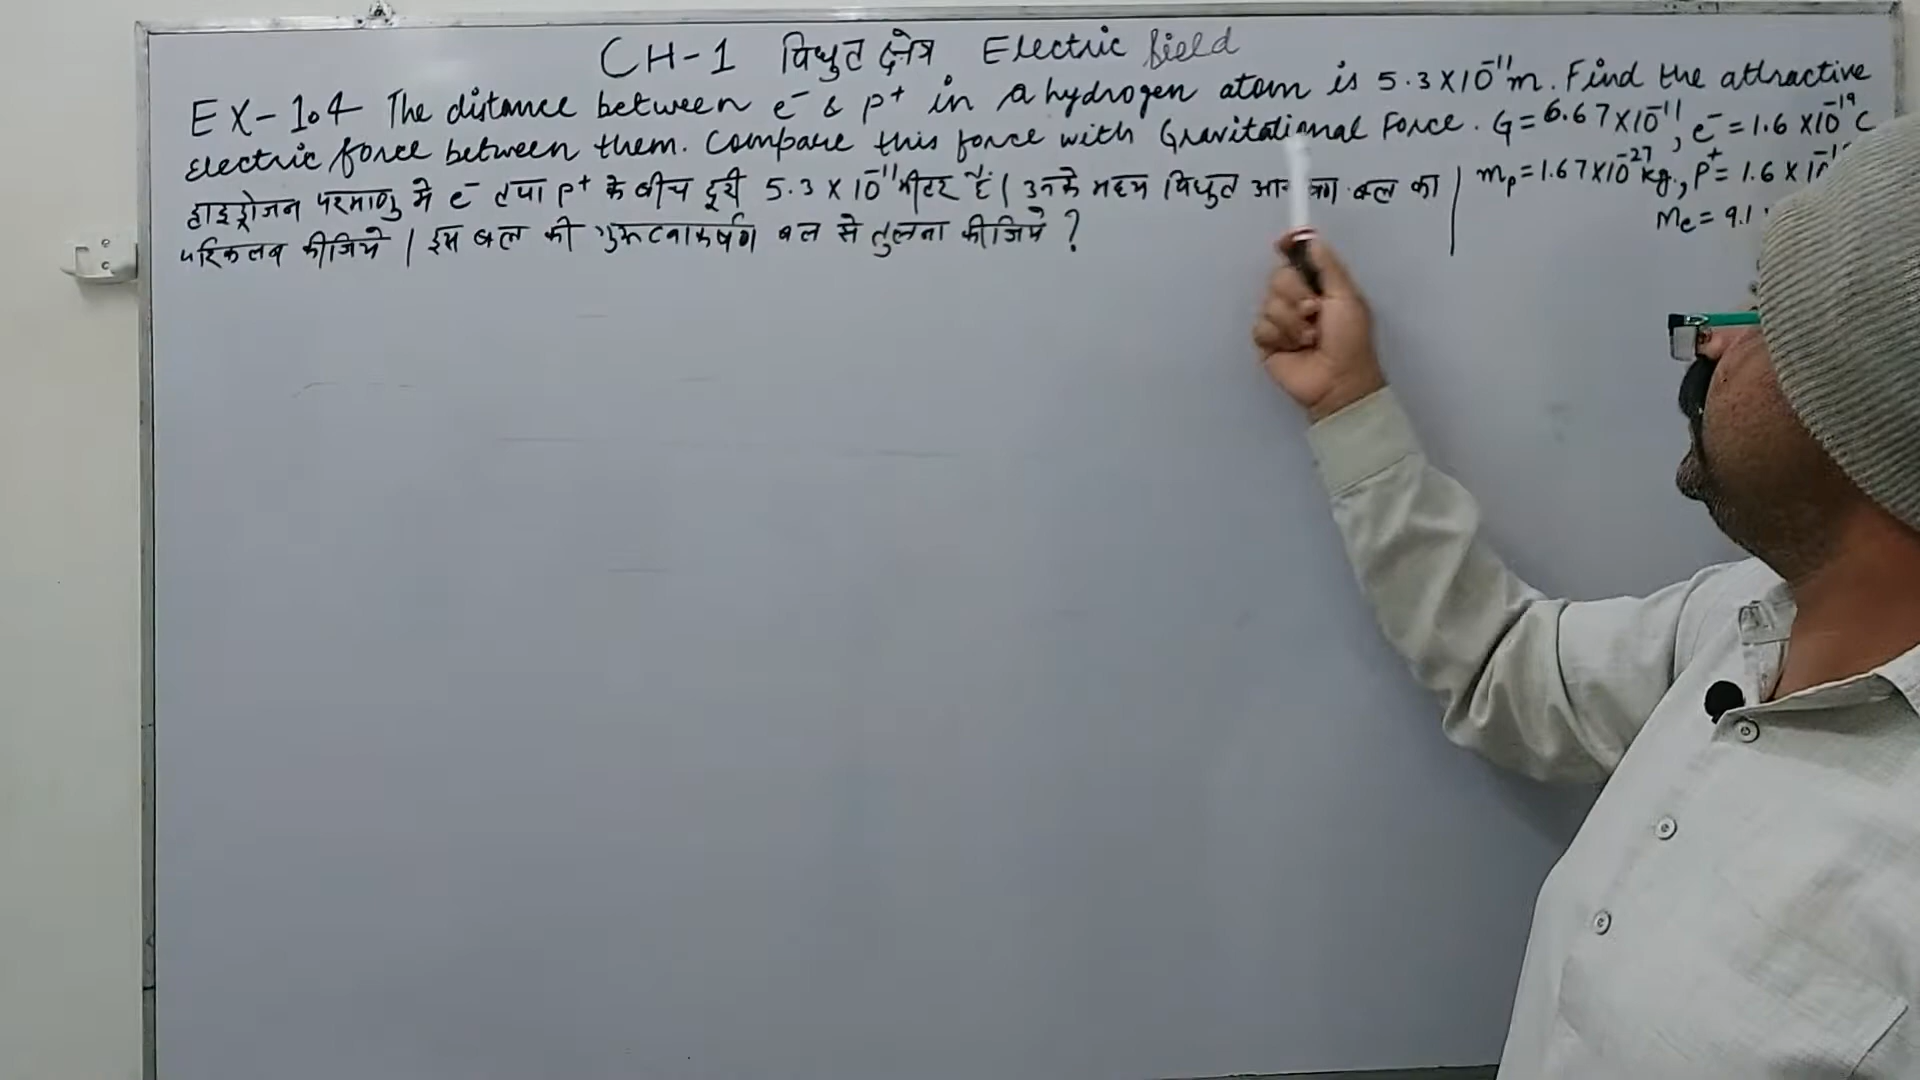 CH-1 विधुत क्षेत्र Electric field
EX-1.4 The distance between e⁻ & p⁺ in a hydrogen atom is 5.3×10⁻¹¹m. Find the attractive
electric force between them. Compare this force with Gravitational Force. G=6.67×10⁻¹¹, e⁻=1.6×10⁻¹⁹C
हाइड्रोजन परमाणु मे e⁻ तथा p⁺ के बीच दूरी 5.3×10⁻¹¹ मीटर है। उनके मध्य विधुत बल का | mₚ=1.67×10⁻²⁷kg, p⁺=1.6×10
परिकलन कीजिये | इस बल की गुरुत्वाकर्षण बल से तुलना कीजिये ? mₑ=9.1